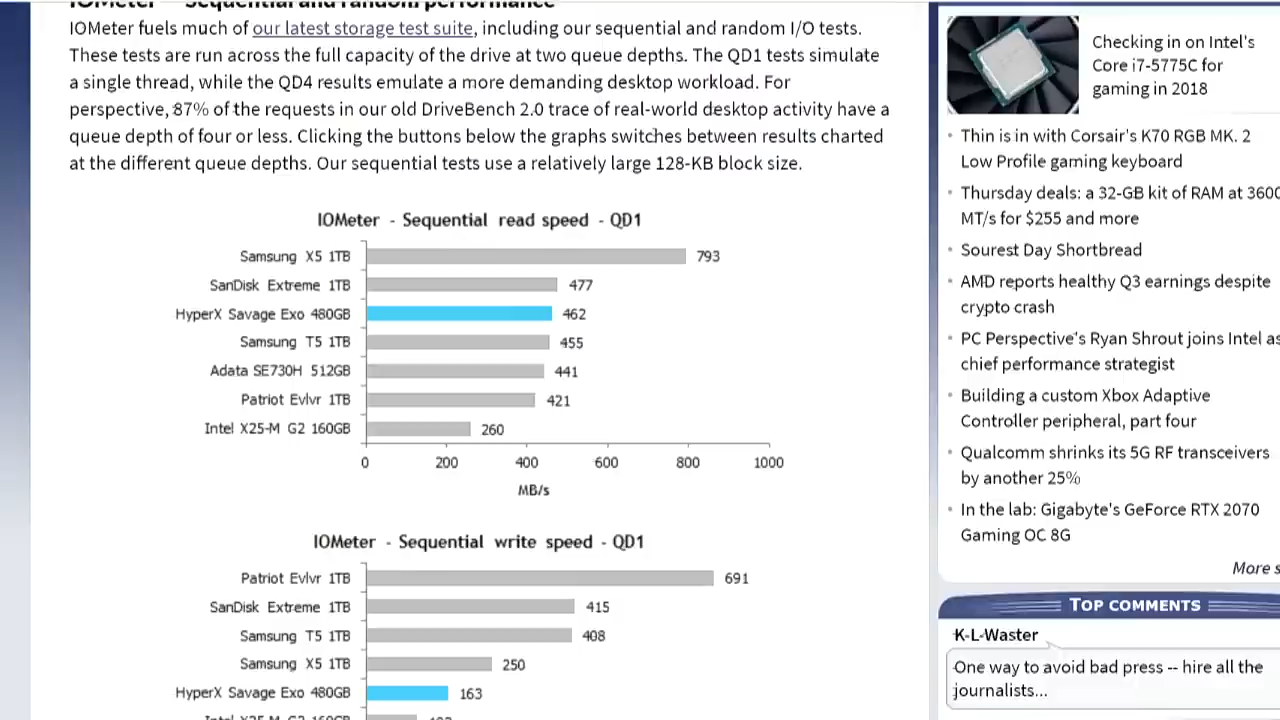 IOMeter — Sequential and random performance
IOMeter fuels much of our latest storage test suite, including our sequential and random I/O tests.
These tests are run across the full capacity of the drive at two queue depths. The QD1 tests simulate
a single thread, while the QD4 results emulate a more demanding desktop workload. For
perspective, 87% of the requests in our old DriveBench 2.0 trace of real-world desktop activity have a
queue depth of four or less. Clicking the buttons below the graphs switches between results charted
at the different queue depths. Our sequential tests use a relatively large 128-KB block size.
IOMeter - Sequential read speed - QD1
Samsung X5 1TB 793
SanDisk Extreme 1TB 477
HyperX Savage Exo 480GB 462
Samsung T5 1TB 455
Adata SE730H 512GB 441
Patriot Evlvr 1TB 421
Intel X25-M G2 160GB 260
0 200 400 600 800 1000
MB/s
IOMeter - Sequential write speed - QD1
Patriot Evlvr 1TB 691
SanDisk Extreme 1TB 415
Samsung T5 1TB 408
Samsung X5 1TB 250
HyperX Savage Exo 480GB 163
Intel X25-M G2 160GB
Checking in on Intel's
Core i7-5775C for
gaming in 2018
Thin is in with Corsair's K70 RGB MK. 2
Low Profile gaming keyboard
Thursday deals: a 32-GB kit of RAM at 3600
MT/s for $255 and more
Sourest Day Shortbread
AMD reports healthy Q3 earnings despite
crypto crash
PC Perspective's Ryan Shrout joins Intel as
chief performance strategist
Building a custom Xbox Adaptive
Controller peripheral, part four
Qualcomm shrinks its 5G RF transceivers
by another 25%
In the lab: Gigabyte's GeForce RTX 2070
Gaming OC 8G
More s
TOP COMMENTS
K-L-Waster
One way to avoid bad press -- hire all the
journalists...